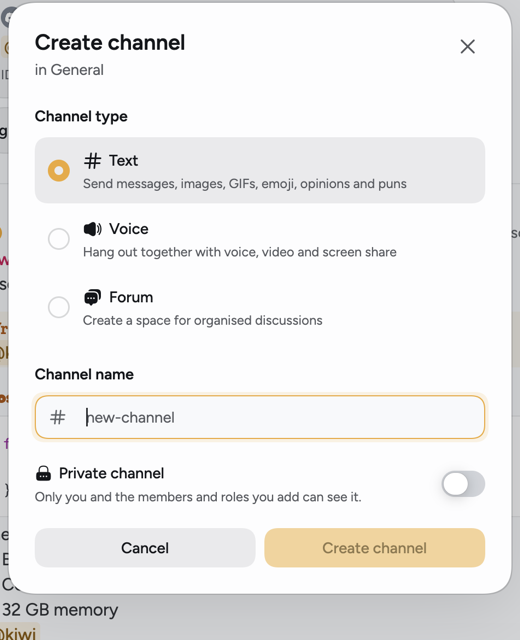 Create channel
in General
Channel type
# Text
Send messages, images, GIFs, emoji, opinions and puns
Voice
Hang out together with voice, video and screen share
Forum
Create a space for organised discussions
Channel name
# new-channel
Private channel
Only you and the members and roles you add can see it.
Cancel
Create channel
32 GB memory
@kiwi